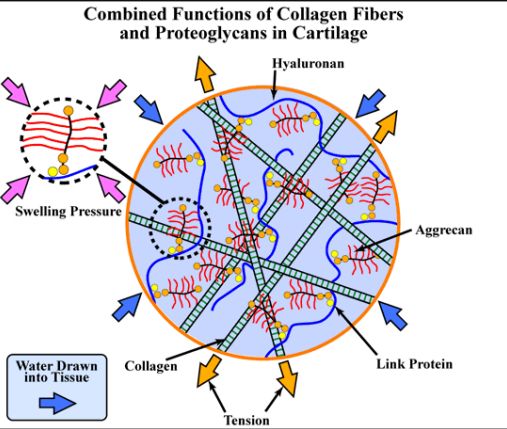 Combined Functions of Collagen Fibers
and Proteoglycans in Cartilage
Hyaluronan
Swelling Pressure
Aggrecan
Collagen
Link Protein
Water Drawn
into Tissue
Tension